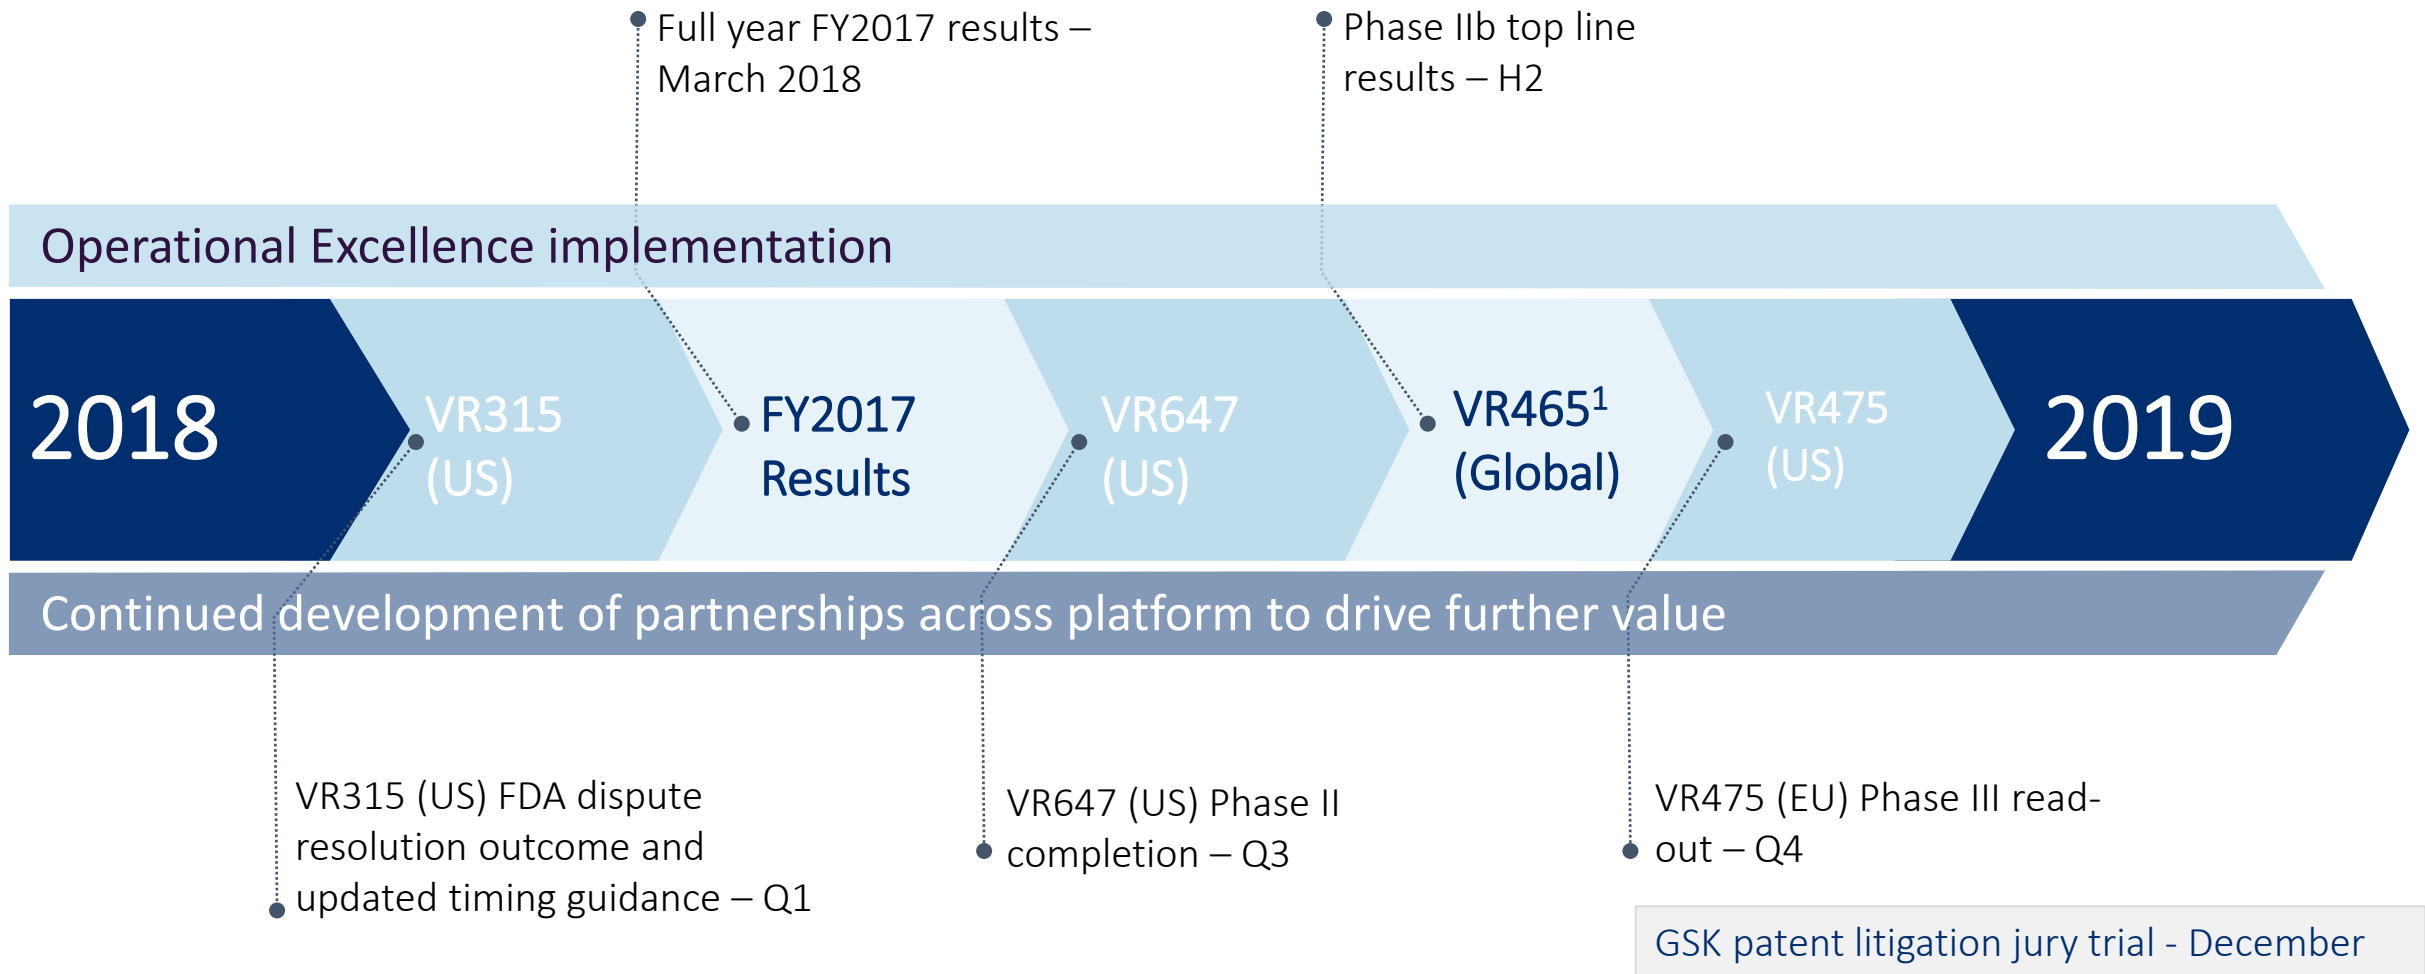 Full year FY2017 results –
March 2018
Phase IIb top line
results – H2
Operational Excellence implementation
2018
VR315
(US)
FY2017
Results
VR647
(US)
VR465¹
(Global)
VR475
(US)
2019
Continued development of partnerships across platform to drive further value
VR315 (US) FDA dispute
resolution outcome and
updated timing guidance – Q1
VR647 (US) Phase II
completion – Q3
VR475 (EU) Phase III read-
out – Q4
GSK patent litigation jury trial - December